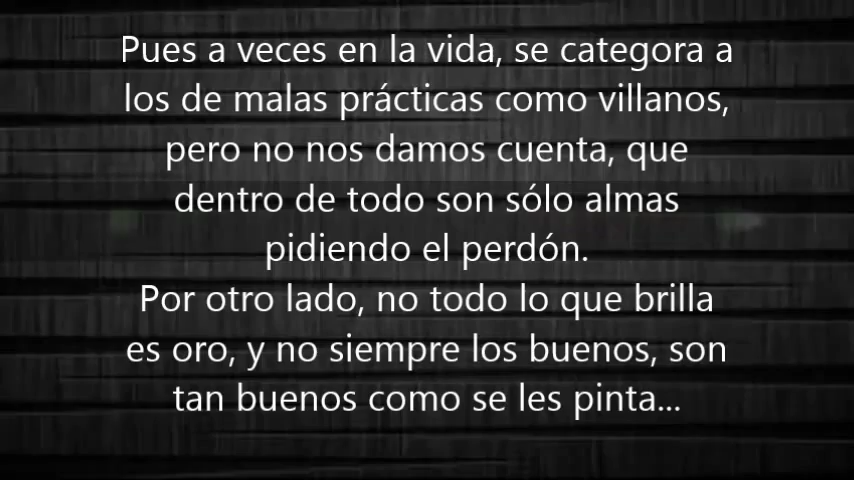 Pues a veces en la vida, se categora a
los de malas prácticas como villanos,
pero no nos damos cuenta, que
dentro de todo son sólo almas
pidiendo el perdón.
Por otro lado, no todo lo que brilla
es oro, y no siempre los buenos, son
tan buenos como se les pinta...